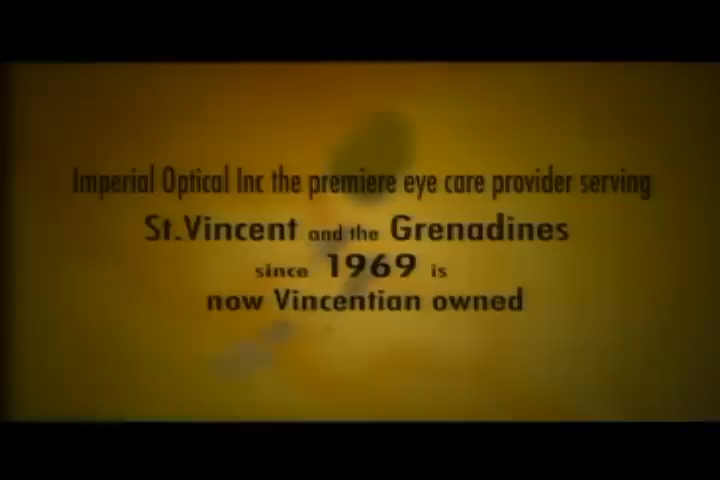 Imperial Optical Inc the premiere eye care provider serving
St.Vincent and the Grenadines
since 1969 is
now Vincentian owned